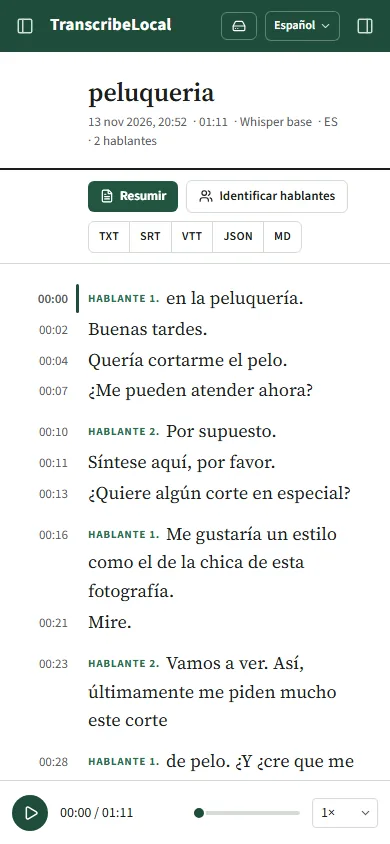 TranscribeLocal
Español
peluqueria
13 nov 2026, 20:52 · 01:11 · Whisper base · ES
· 2 hablantes
Resumir
Identificar hablantes
TXT SRT VTT JSON MD
00:00 HABLANTE 1. en la peluquería.
00:02 Buenas tardes.
00:04 Quería cortarme el pelo.
00:07 ¿Me pueden atender ahora?
00:10 HABLANTE 2. Por supuesto.
00:11 Síntese aquí, por favor.
00:13 ¿Quiere algún corte en especial?
00:16 HABLANTE 1. Me gustaría un estilo
como el de la chica de esta
fotografía.
00:21 Mire.
00:23 HABLANTE 2. Vamos a ver. Así,
últimamente me piden mucho
este corte
00:28 HABLANTE 1. de pelo. ¿Y ¿cre que me
00:00 / 01:11
1×